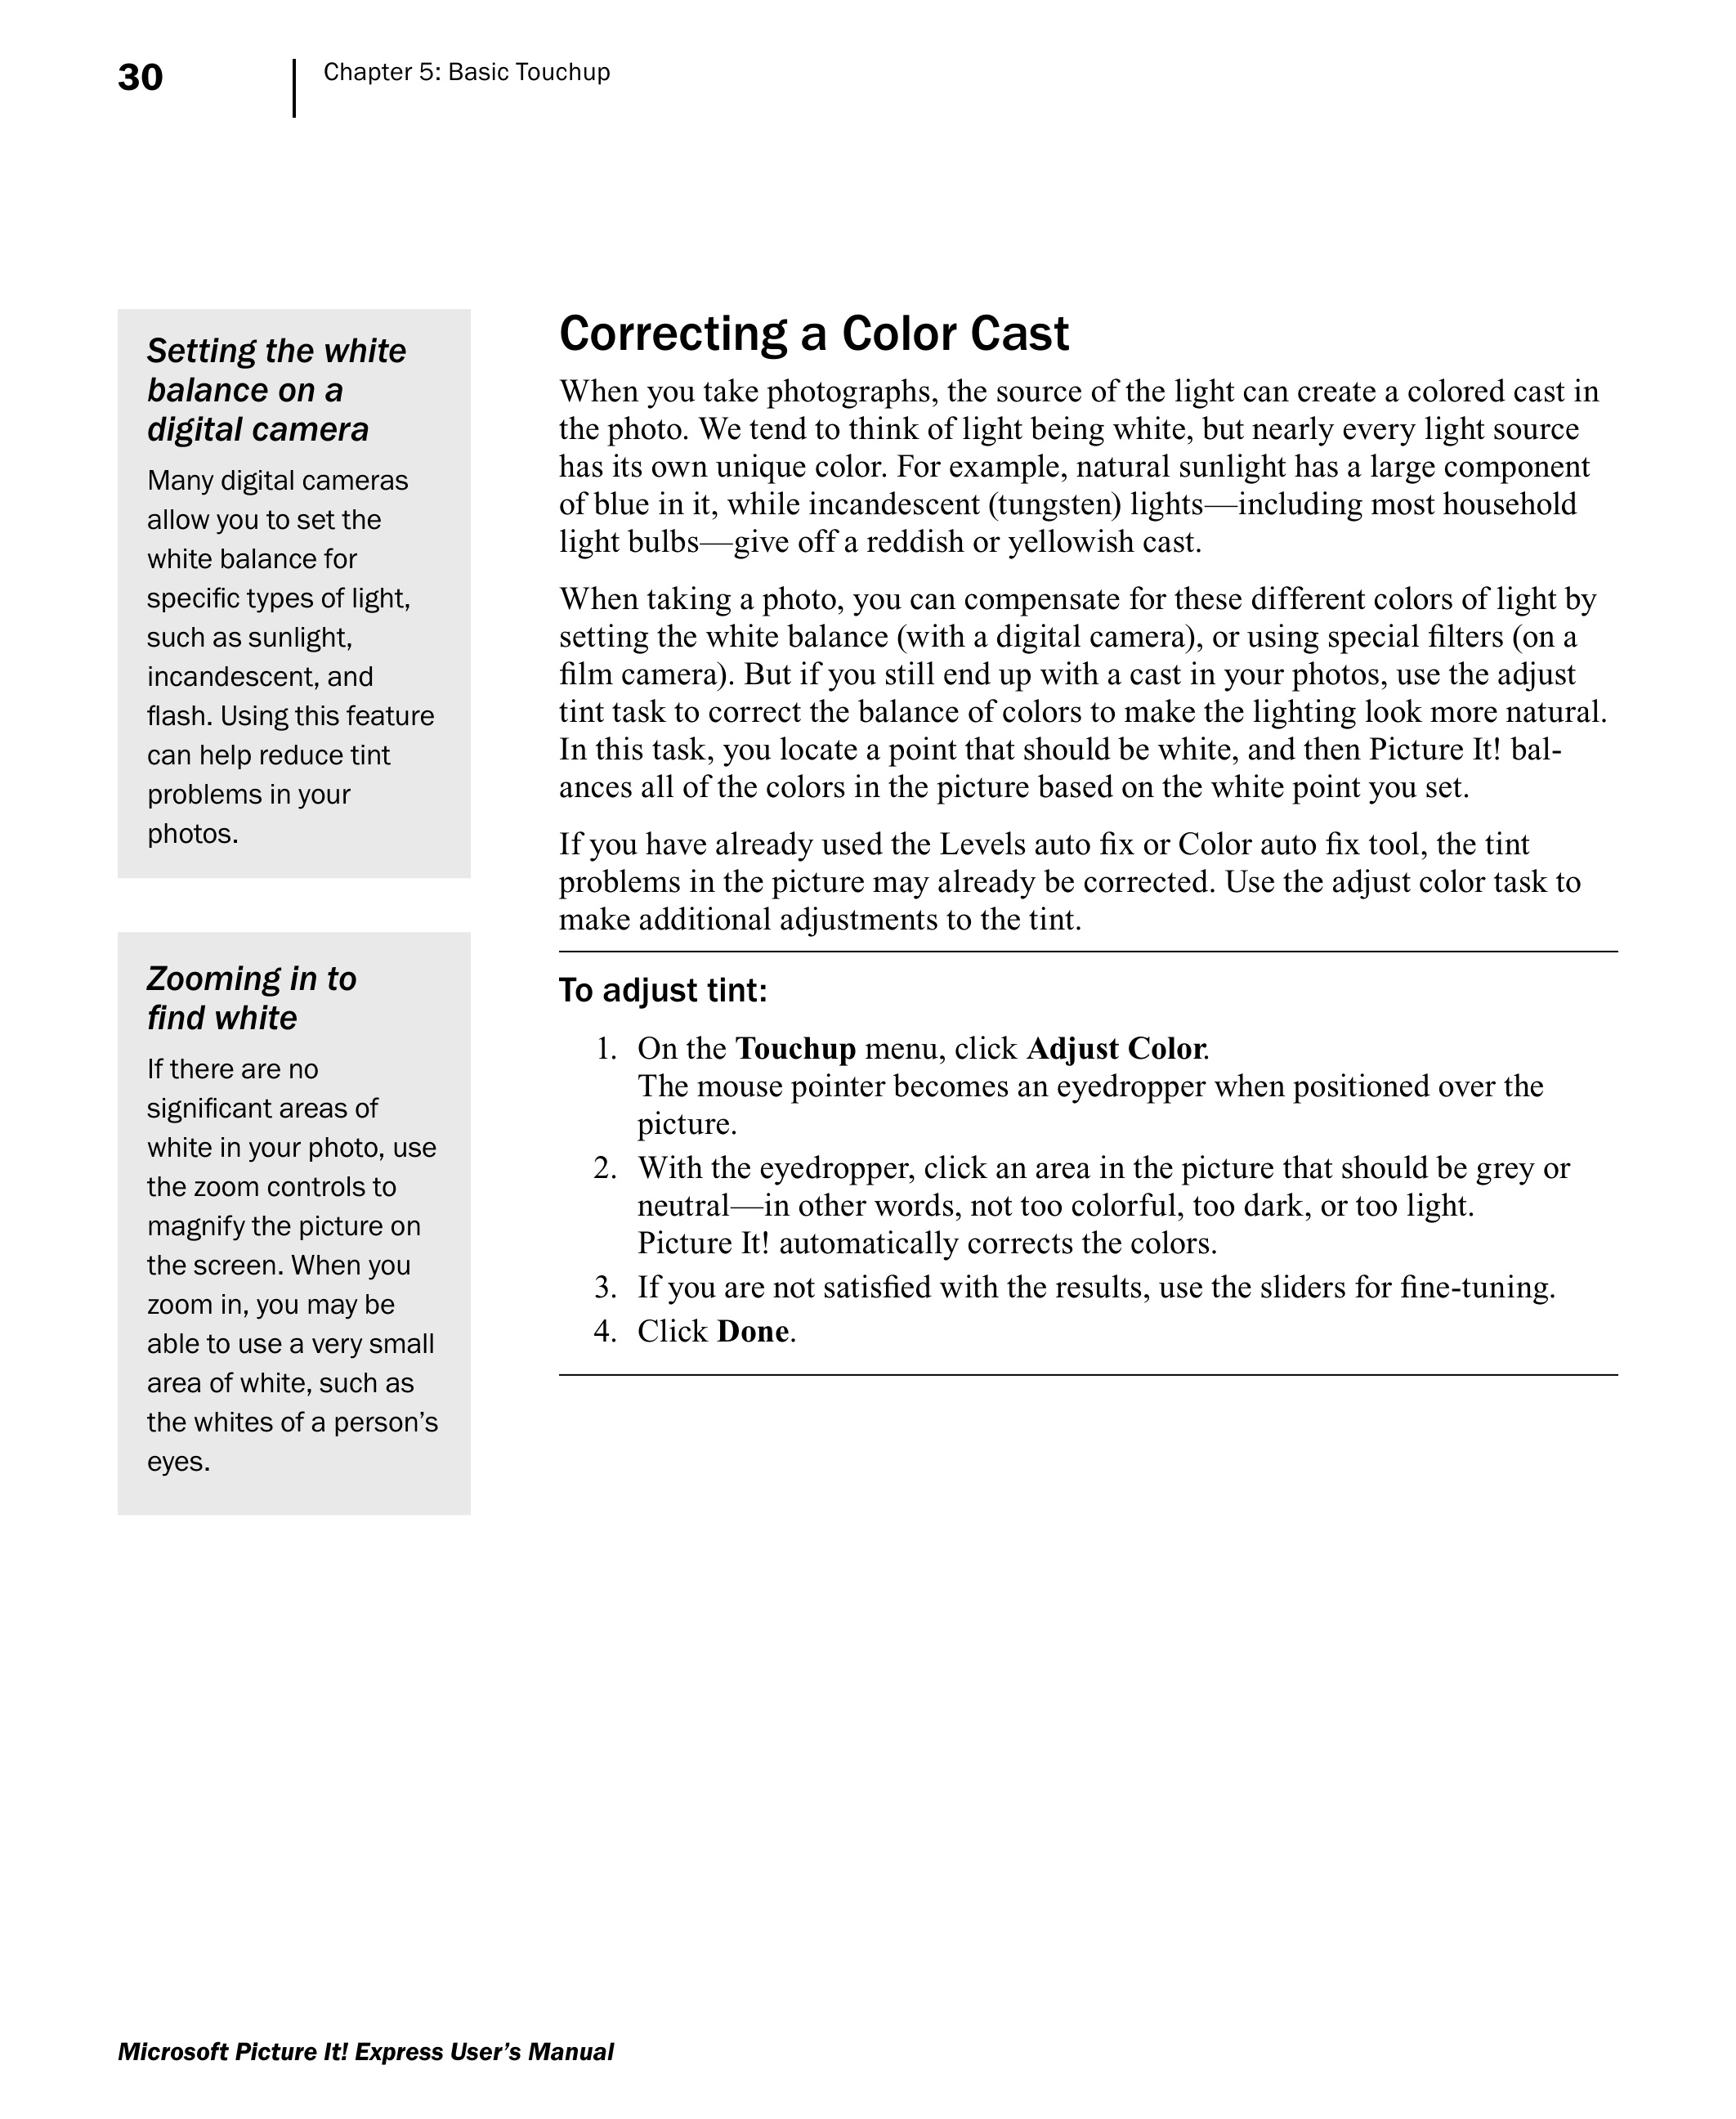 30
Chapter 5: Basic Touchup
Setting the white
balance on a
digital camera
Many digital cameras
allow you to set the
white balance for
specific types of light,
such as sunlight,
incandescent, and
flash. Using this feature
can help reduce tint
problems in your
photos.
Zooming in to
find white
If there are no
significant areas of
white in your photo, use
the zoom controls to
magnify the picture on
the screen. When you
zoom in, you may be
able to use a very small
area of white, such as
the whites of a person’s
eyes.
Correcting a Color Cast
When you take photographs, the source of the light can create a colored cast in
the photo. We tend to think of light being white, but nearly every light source
has its own unique color. For example, natural sunlight has a large component
of blue in it, while incandescent (tungsten) lights—including most household
light bulbs—give off a reddish or yellowish cast.
When taking a photo, you can compensate for these different colors of light by
setting the white balance (with a digital camera), or using special filters (on a
film camera). But if you still end up with a cast in your photos, use the adjust
tint task to correct the balance of colors to make the lighting look more natural.
In this task, you locate a point that should be white, and then Picture It! bal-
ances all of the colors in the picture based on the white point you set.
If you have already used the Levels auto fix or Color auto fix tool, the tint
problems in the picture may already be corrected. Use the adjust color task to
make additional adjustments to the tint.
To adjust tint:
1. On the Touchup menu, click Adjust Color.
The mouse pointer becomes an eyedropper when positioned over the
picture.
2. With the eyedropper, click an area in the picture that should be grey or
neutral—in other words, not too colorful, too dark, or too light.
Picture It! automatically corrects the colors.
3. If you are not satisfied with the results, use the sliders for fine-tuning.
4. Click Done.
Microsoft Picture It! Express User’s Manual